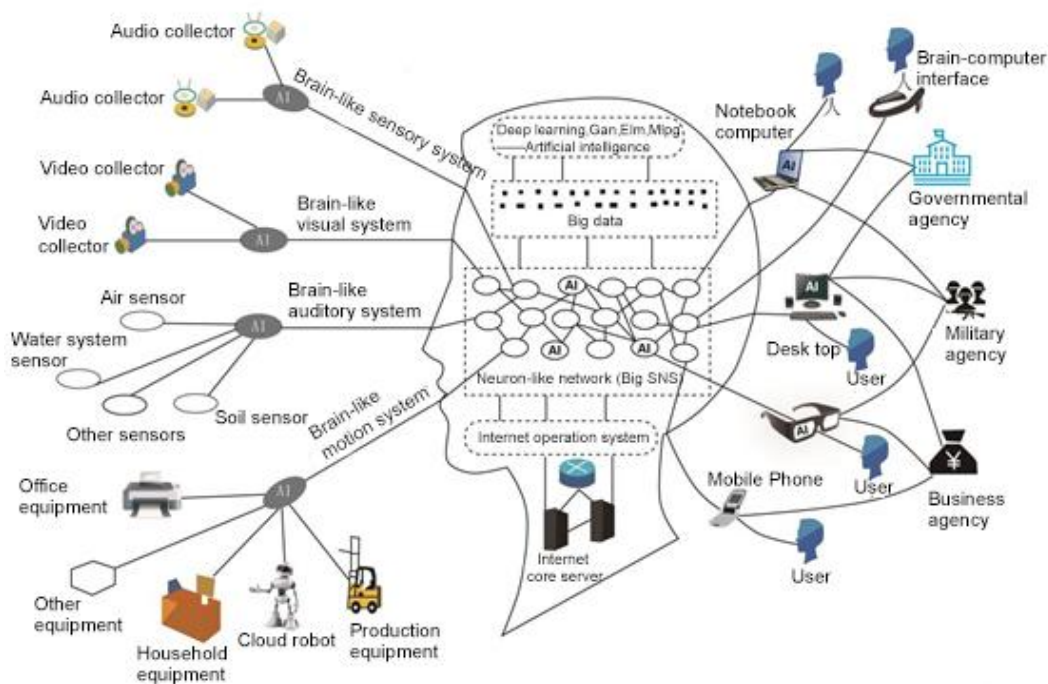 Audio collector
Audio collector
AI
Brain-like sensory system
Video collector
Video
collector
AI
Brain-like
visual system
Air sensor
Water system
sensor
Other sensors
Soil sensor
AI
Brain-like
auditory system
Brain-like
motion system
AI
Office
equipment
Other
equipment
Household
equipment
Cloud robot
Production
equipment
Deep learning,Gan,Elm,Mlpg
Artificial intelligence
Big data
AI
AI
AI
Neuron-like network (Big SNS)
Internet operation system
Internet
core server
Notebook
computer
AI
Brain-computer
interface
Governmental
agency
AI
Desk top
User
Military
agency
AI
User
Business
agency
¥
Mobile Phone
User